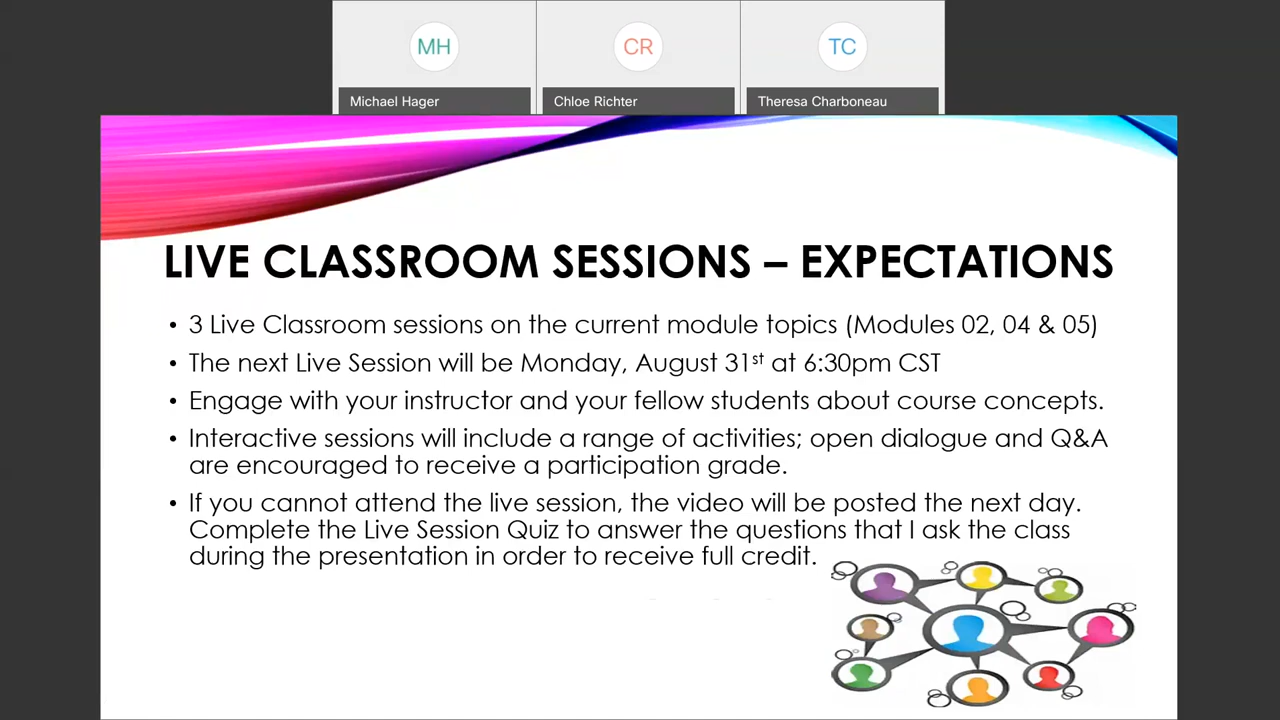 MH
CR
TC
Michael Hager
Chloe Richter
Theresa Charboneau
LIVE CLASSROOM SESSIONS – EXPECTATIONS
• 3 Live Classroom sessions on the current module topics (Modules 02, 04 & 05)
• The next Live Session will be Monday, August 31st at 6:30pm CST
• Engage with your instructor and your fellow students about course concepts.
• Interactive sessions will include a range of activities; open dialogue and Q&A
are encouraged to receive a participation grade.
• If you cannot attend the live session, the video will be posted the next day.
Complete the Live Session Quiz to answer the questions that I ask the class
during the presentation in order to receive full credit.